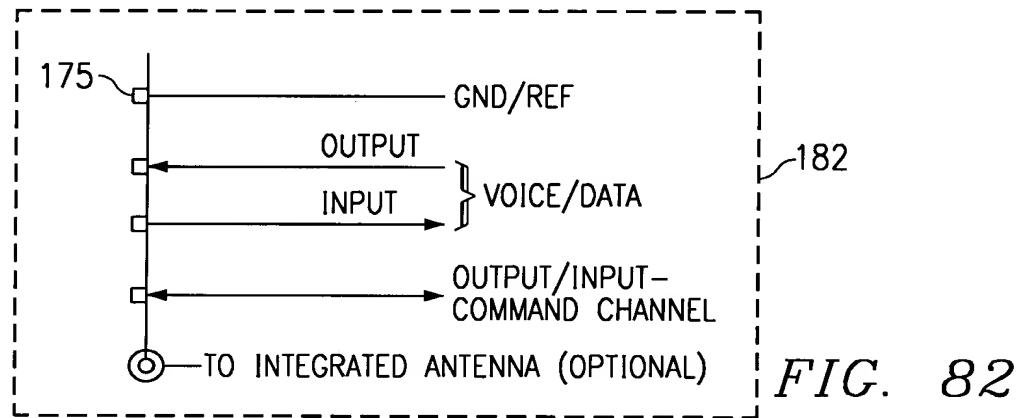 175
GND/REF
OUTPUT
182
VOICE/DATA
INPUT
OUTPUT/INPUT-
COMMAND CHANNEL
TO INTEGRATED ANTENNA (OPTIONAL)
FIG. 82